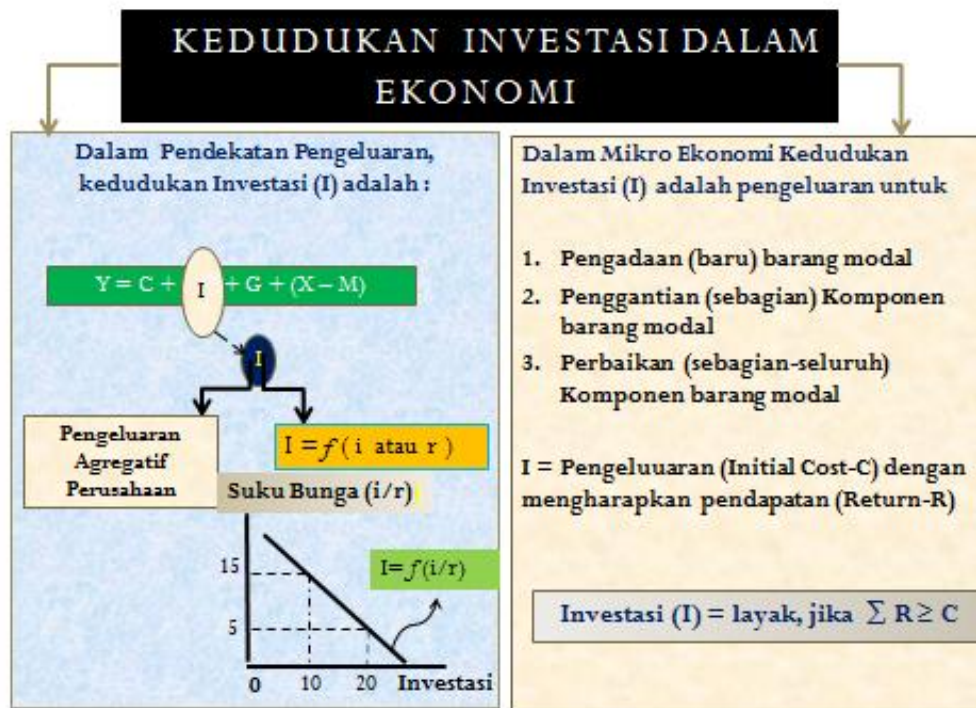 KEDUDUKAN INVESTASI DALAM
EKONOMI
Dalam Pendekatan Pengeluaran,
kedudukan Investasi (I) adalah :
Y = C + I + G + (X – M)
I
Pengeluaran
Agregatif
Perusahaan
I = f ( i atau r )
Suku Bunga (i/r)
I= f(i/r)
15
5
0 10 20 Investasi
Dalam Mikro Ekonomi Kedudukan
Investasi (I) adalah pengeluaran untuk
1. Pengadaan (baru) barang modal
2. Penggantian (sebagian) Komponen
barang modal
3. Perbaikan (sebagian-seluruh)
Komponen barang modal
I = Pengeluuaran (Initial Cost-C) dengan
mengharapkan pendapatan (Return-R)
Investasi (I) = layak, jika ∑ R ≥ C